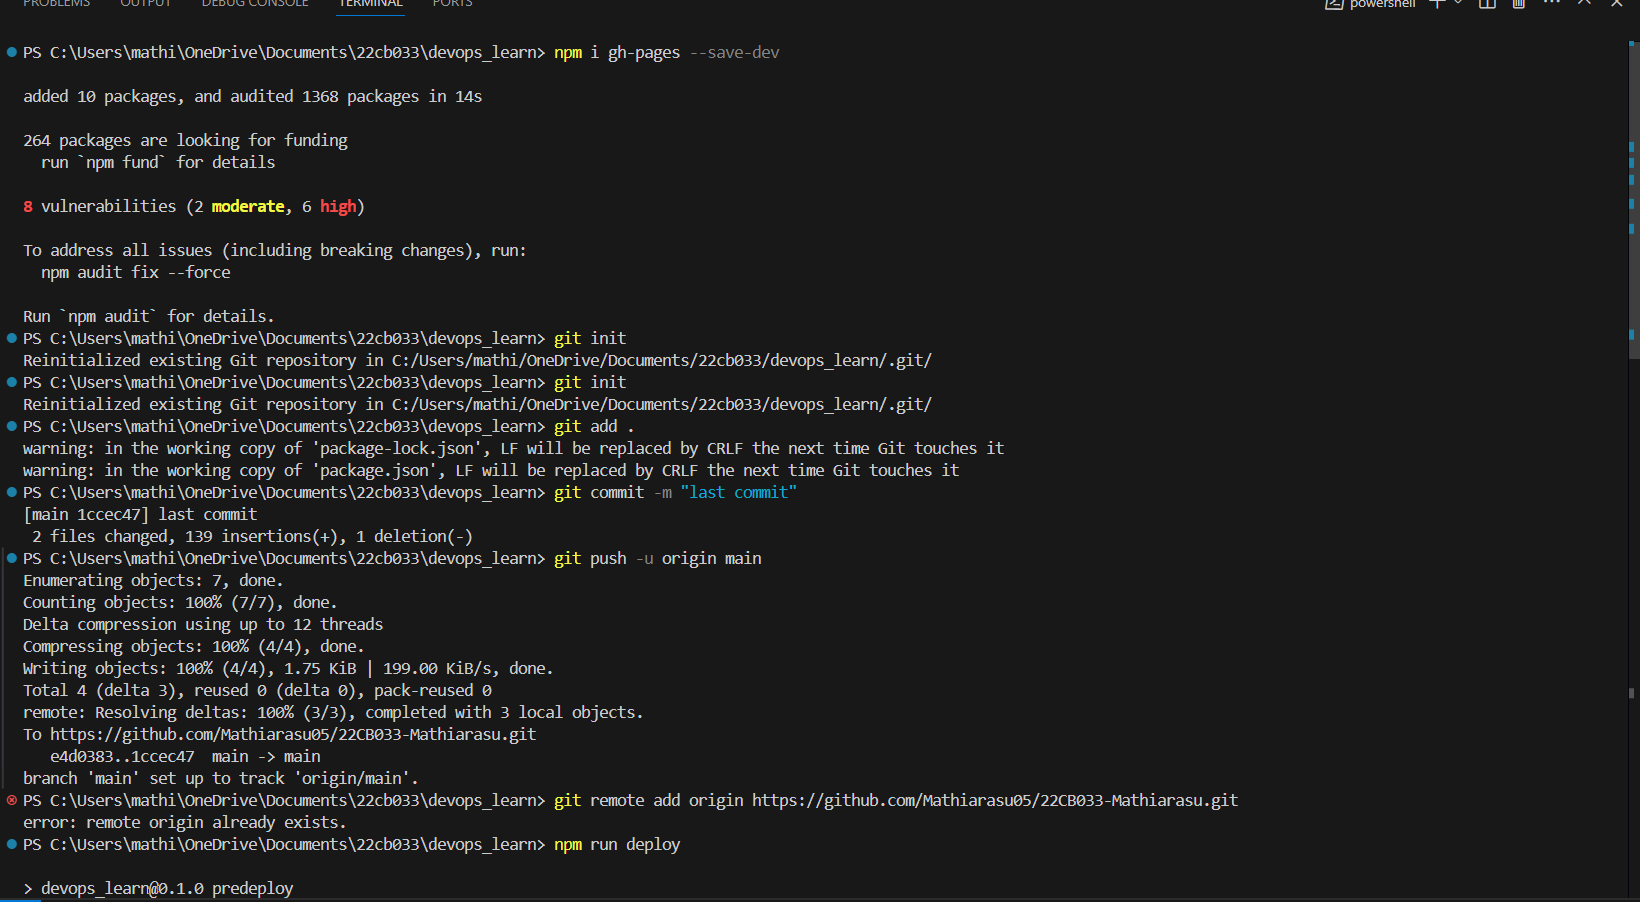 PROBLEMS OUTPUT DEBUG CONSOLE TERMINAL PORTS powershell
PS C:\Users\mathi\OneDrive\Documents\22cb033\devops_learn> npm i gh-pages --save-dev
added 10 packages, and audited 1368 packages in 14s
264 packages are looking for funding
run `npm fund` for details
8 vulnerabilities (2 moderate, 6 high)
To address all issues (including breaking changes), run:
npm audit fix --force
Run `npm audit` for details.
PS C:\Users\mathi\OneDrive\Documents\22cb033\devops_learn> git init
Reinitialized existing Git repository in C:/Users/mathi/OneDrive/Documents/22cb033/devops_learn/.git/
PS C:\Users\mathi\OneDrive\Documents\22cb033\devops_learn> git init
Reinitialized existing Git repository in C:/Users/mathi/OneDrive/Documents/22cb033/devops_learn/.git/
PS C:\Users\mathi\OneDrive\Documents\22cb033\devops_learn> git add .
warning: in the working copy of 'package-lock.json', LF will be replaced by CRLF the next time Git touches it
warning: in the working copy of 'package.json', LF will be replaced by CRLF the next time Git touches it
PS C:\Users\mathi\OneDrive\Documents\22cb033\devops_learn> git commit -m "last commit"
[main 1ccec47] last commit
2 files changed, 139 insertions(+), 1 deletion(-)
PS C:\Users\mathi\OneDrive\Documents\22cb033\devops_learn> git push -u origin main
Enumerating objects: 7, done.
Counting objects: 100% (7/7), done.
Delta compression using up to 12 threads
Compressing objects: 100% (4/4), done.
Writing objects: 100% (4/4), 1.75 KiB | 199.00 KiB/s, done.
Total 4 (delta 3), reused 0 (delta 0), pack-reused 0
remote: Resolving deltas: 100% (3/3), completed with 3 local objects.
To https://github.com/Mathiarasu05/22CB033-Mathiarasu.git
e4d0383..1ccec47 main -> main
branch 'main' set up to track 'origin/main'.
PS C:\Users\mathi\OneDrive\Documents\22cb033\devops_learn> git remote add origin https://github.com/Mathiarasu05/22CB033-Mathiarasu.git
error: remote origin already exists.
PS C:\Users\mathi\OneDrive\Documents\22cb033\devops_learn> npm run deploy
> devops_learn@0.1.0 predeploy